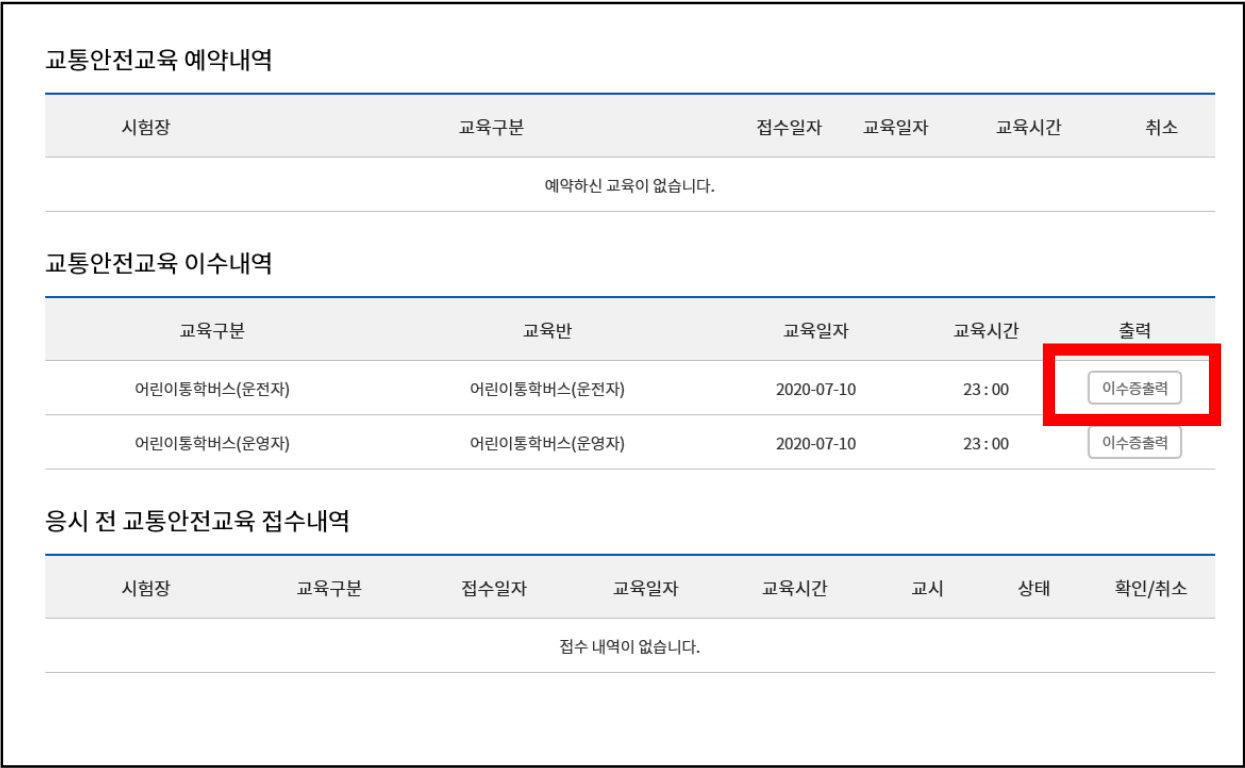 교통안전교육 예약내역
시험장 교육구분 접수일자 교육일자 교육시간 취소
예약하신 교육이 없습니다.
교통안전교육 이수내역
교육구분 교육반 교육일자 교육시간 출력
어린이통학버스(운전자) 어린이통학버스(운전자) 2020-07-10 23 : 00 이수증출력
어린이통학버스(운영자) 어린이통학버스(운영자) 2020-07-10 23 : 00 이수증출력
응시 전 교통안전교육 접수내역
시험장 교육구분 접수일자 교육일자 교육시간 교시 상태 확인/취소
접수 내역이 없습니다.